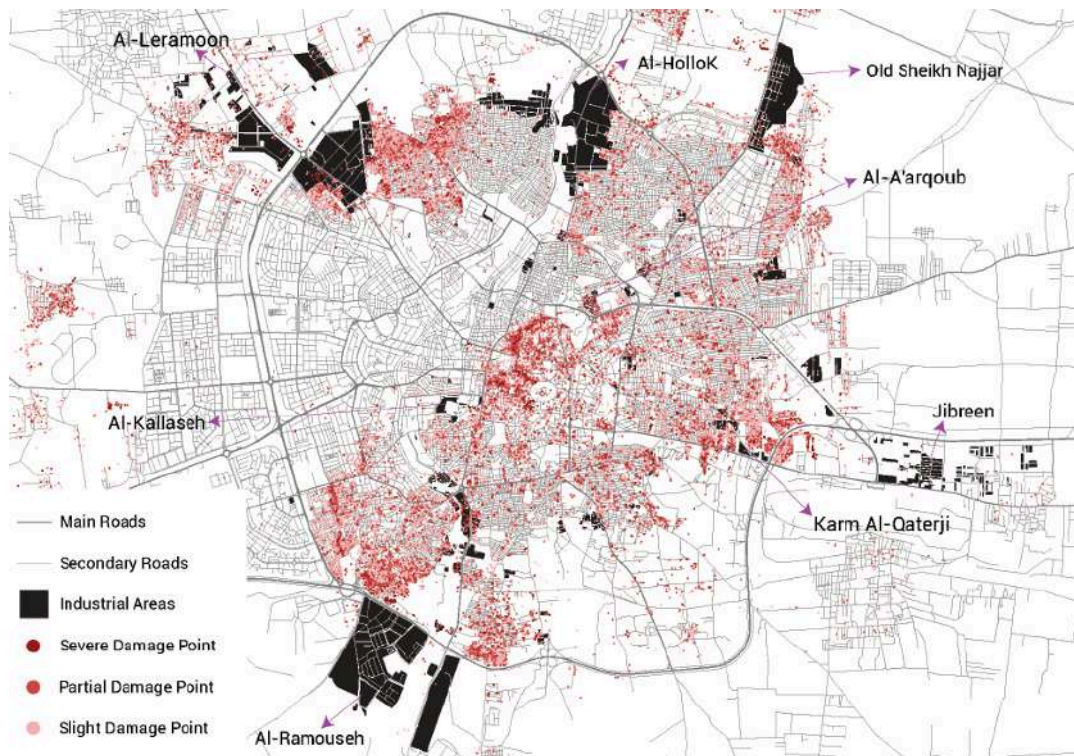 Al-Leramoon
Al-HolloK
Old Sheikh Najjar
Al-A'arqoub
Al-Kallaseh
Jibreen
Karm Al-Qaterji
Main Roads
Secondary Roads
Industrial Areas
Severe Damage Point
Partial Damage Point
Slight Damage Point
Al-Ramouseh